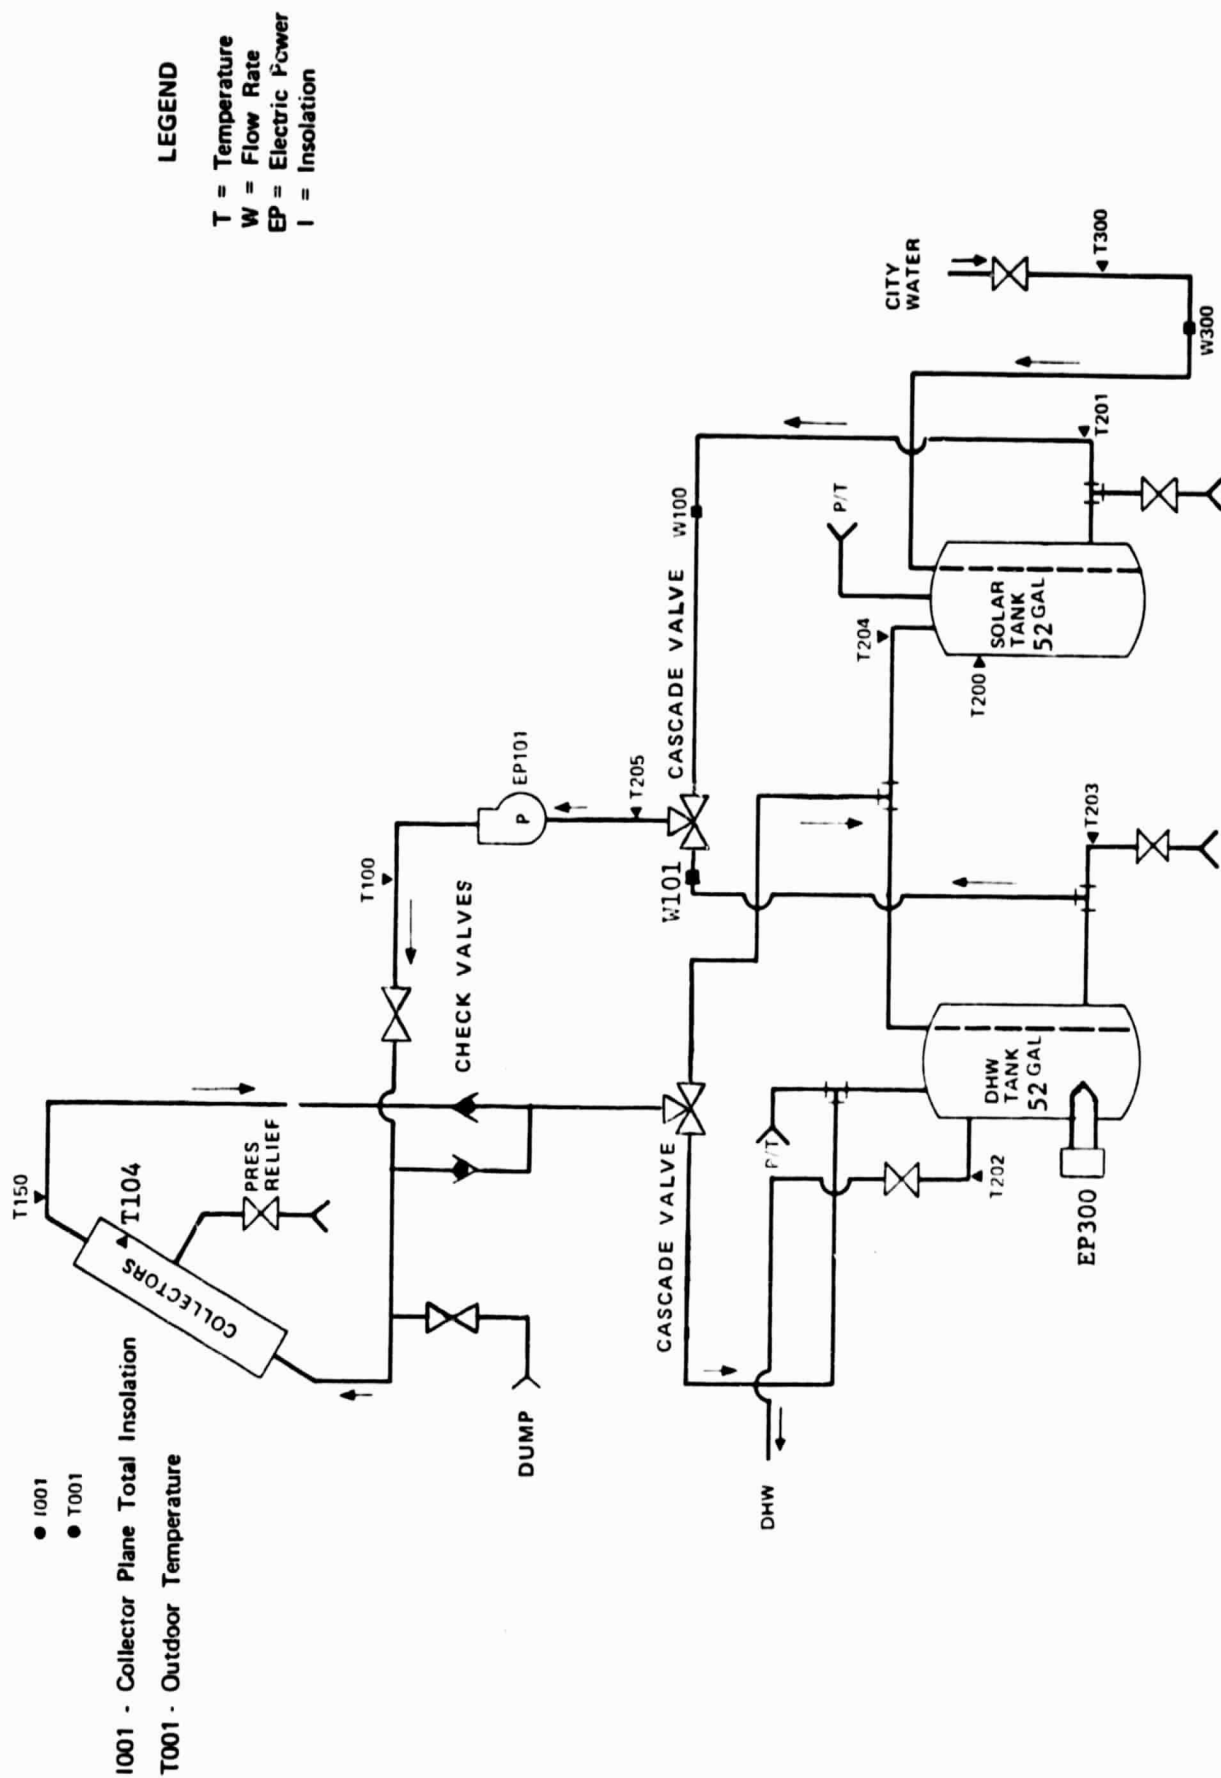 ● I001
● T001
I001 - Collector Plane Total Insolation
T001 - Outdoor Temperature
T150
T104
COLLECTORS
PRES
RELIEF
DUMP
CHECK VALVES
T100
P
EP101
T205
LEGEND
T = Temperature
W = Flow Rate
EP = Electric Power
I = Insolation
CASCADE VALVE
W101
CASCADE VALVE
W100
DHW
P/T
T202
EP300
DHW
TANK
52 GAL
T203
T204
T200
SOLAR
TANK
52 GAL
P/T
T201
CITY
WATER
T300
W300